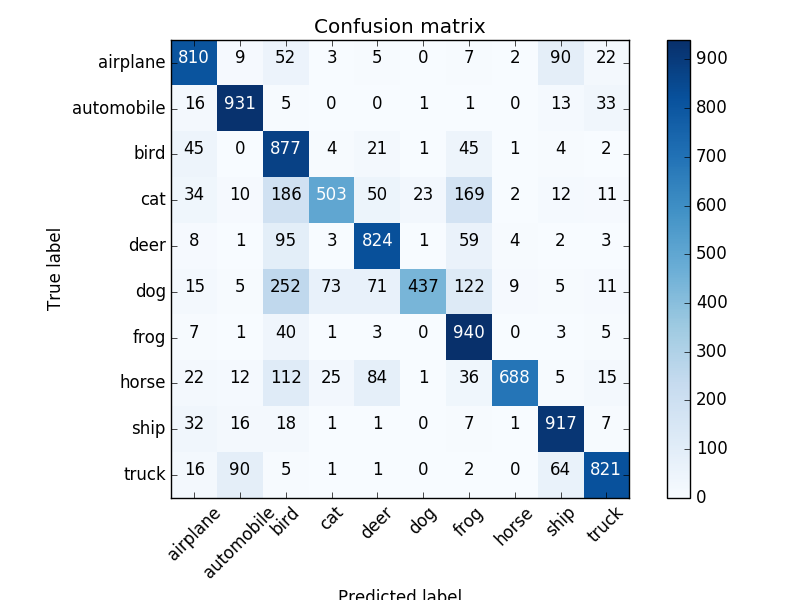 Confusion matrix
airplane 810 9 52 3 5 0 7 2 90 22
automobile 16 931 5 0 0 1 1 0 13 33
bird 45 0 877 4 21 1 45 1 4 2
cat 34 10 186 503 50 23 169 2 12 11
deer 8 1 95 3 824 1 59 4 2 3
dog 15 5 252 73 71 437 122 9 5 11
frog 7 1 40 1 3 0 940 0 3 5
horse 22 12 112 25 84 1 36 688 5 15
ship 32 16 18 1 1 0 7 1 917 7
truck 16 90 5 1 1 0 2 0 64 821
airplane automobile bird cat deer dog frog horse ship truck
True label
Predicted label
900
800
700
600
500
400
300
200
100
0